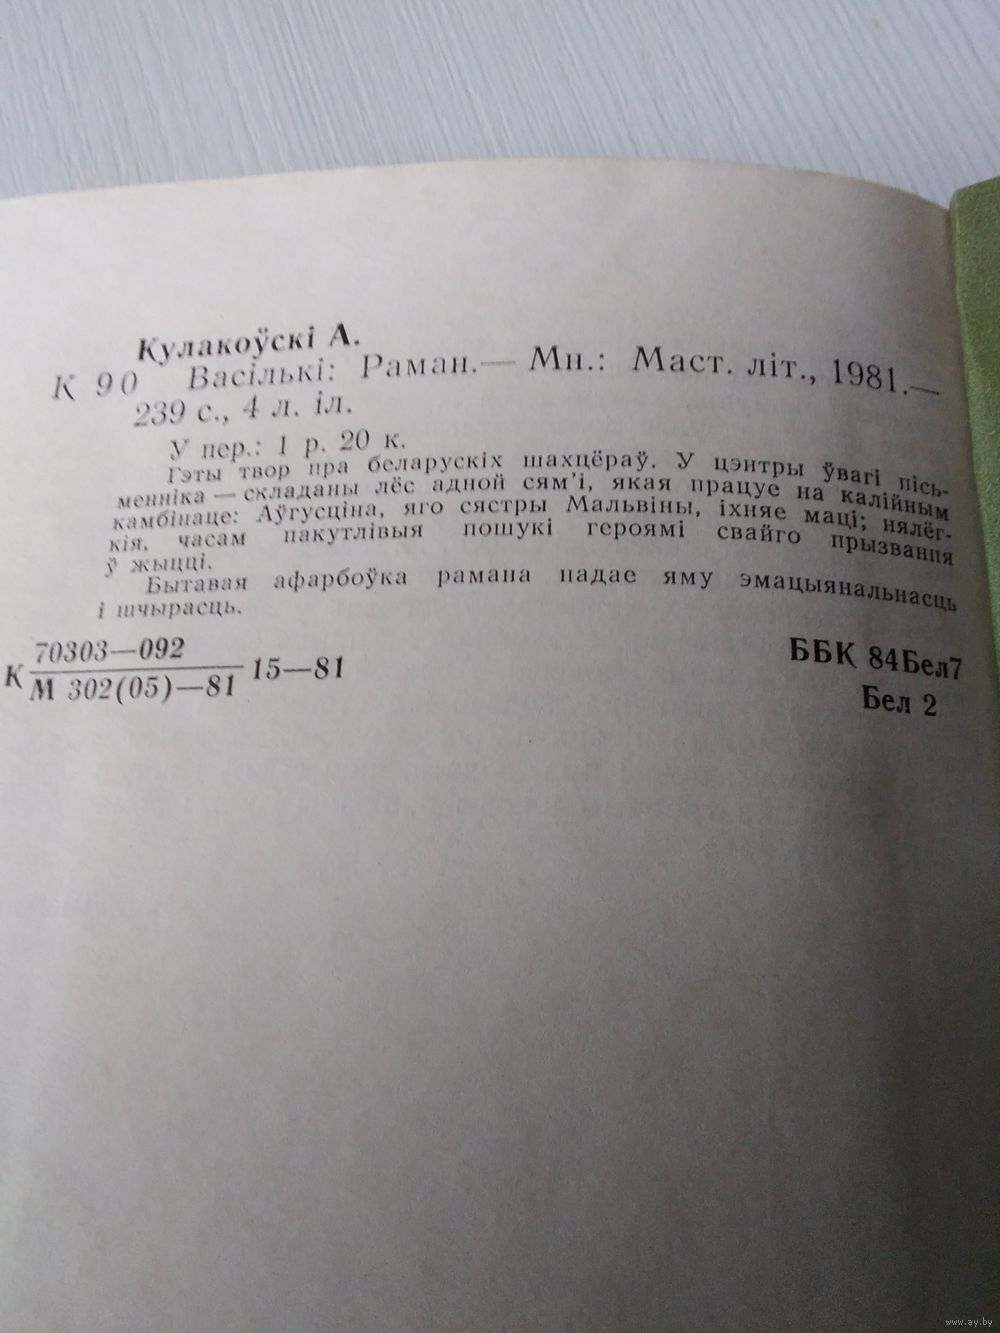 Кулакоўскі А.
К 90 Васількі: Раман.— Мн.: Маст. літ., 1981.—
239 с., 4 л. іл.
У пер.: 1 р. 20 к.
Гэты твор пра беларускіх шахцёраў. У цэнтры ўвагі пісь-
менніка — складаны лёс адной сям’і, якая працуе на калійным
камбінаце: Аўгусціна, яго сястры Мальвіны, іхняе маці; нялёг-
кія, часам пакутлівыя пошукі героямі свайго прызвання
ў жыцці.
Бытавая афарбоўка рамана надае яму эмацыянальнасць
і шчырасць.
К 70303—092
М 302(05)—81 15—81
ББК 84Бел7
Бел 2
www.ay.by